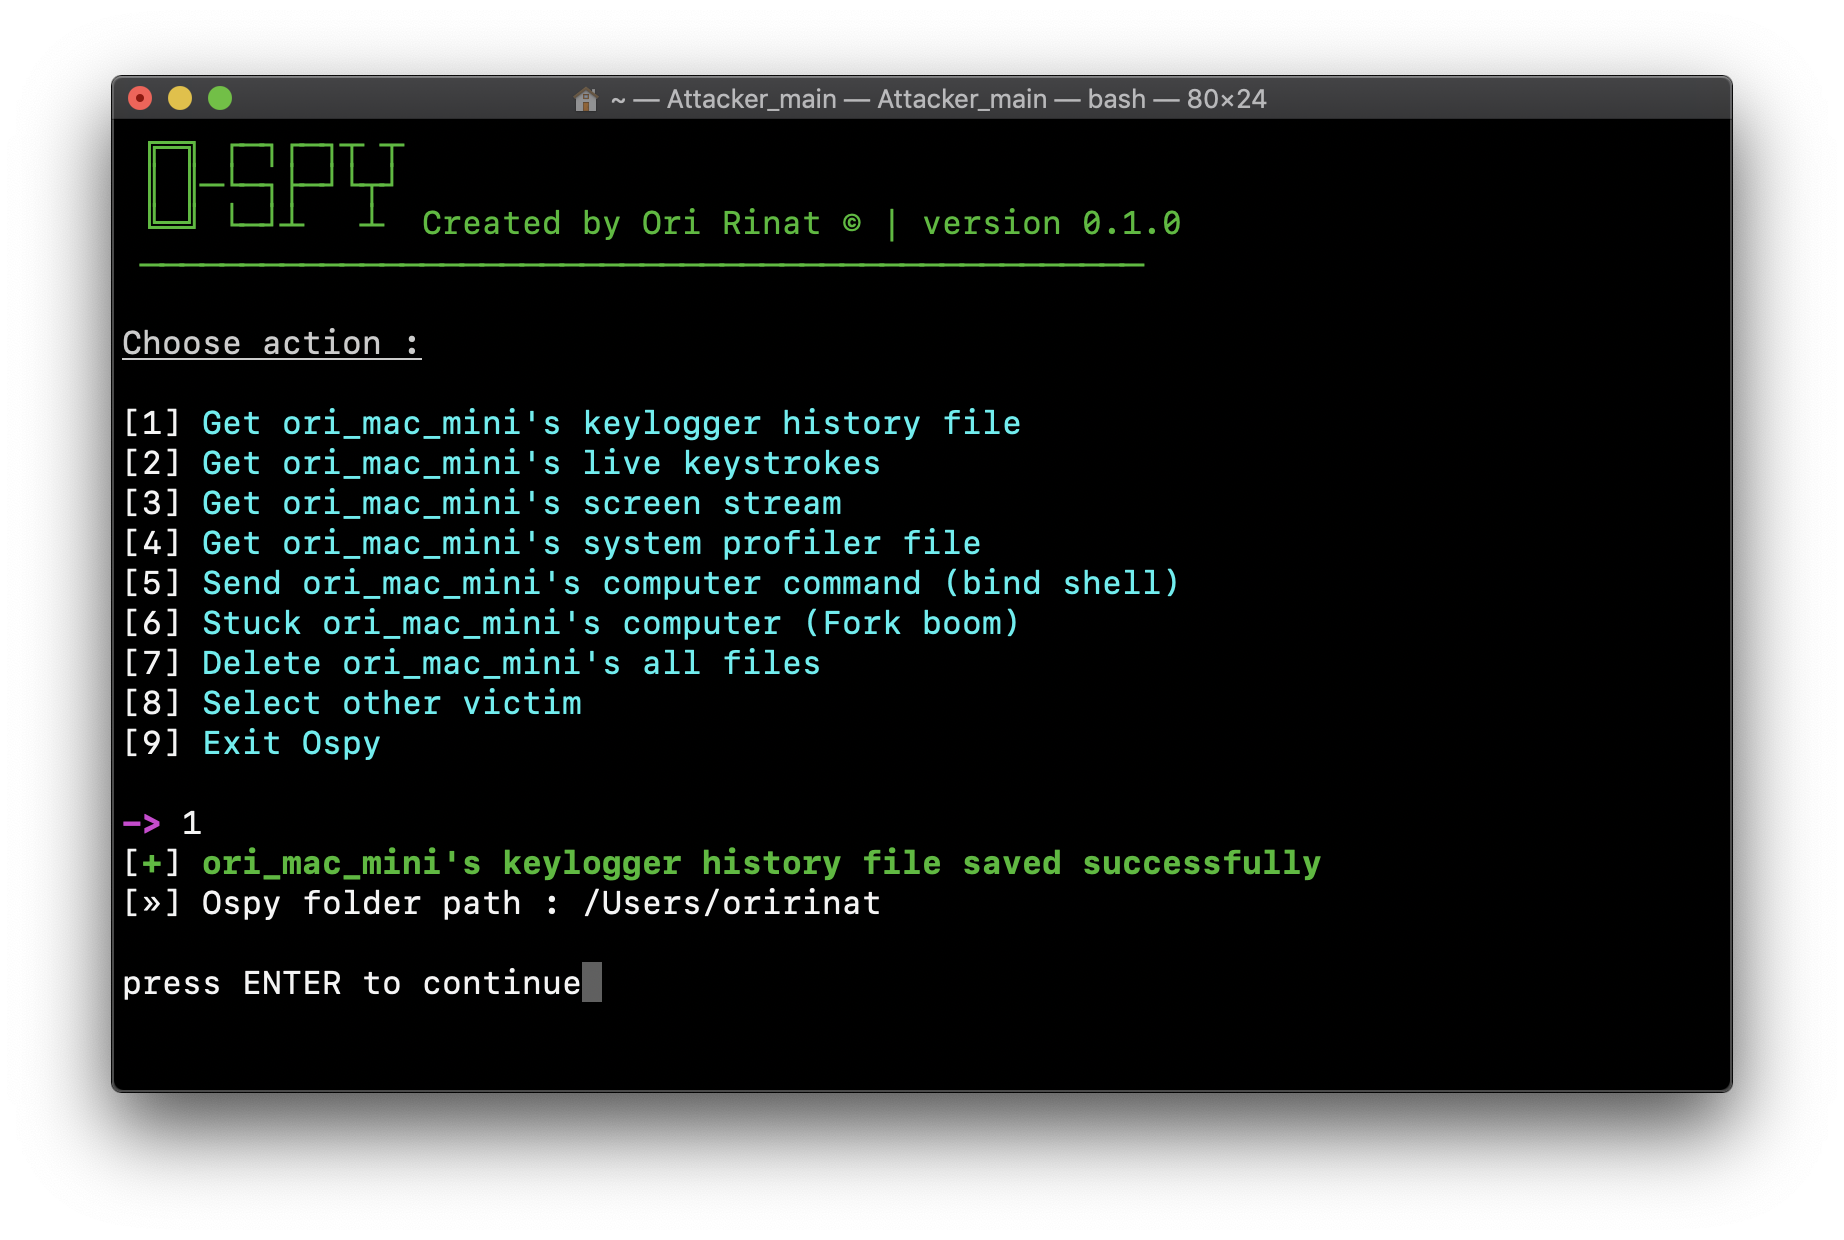 ~ — Attacker_main — Attacker_main — bash — 80×24
O-SPY
Created by Ori Rinat © | version 0.1.0
Choose action :
[1] Get ori_mac_mini's keylogger history file
[2] Get ori_mac_mini's live keystrokes
[3] Get ori_mac_mini's screen stream
[4] Get ori_mac_mini's system profiler file
[5] Send ori_mac_mini's computer command (bind shell)
[6] Stuck ori_mac_mini's computer (Fork boom)
[7] Delete ori_mac_mini's all files
[8] Select other victim
[9] Exit Ospy
—> 1
[+] ori_mac_mini's keylogger history file saved successfully
[»] Ospy folder path : /Users/oririnat
press ENTER to continue